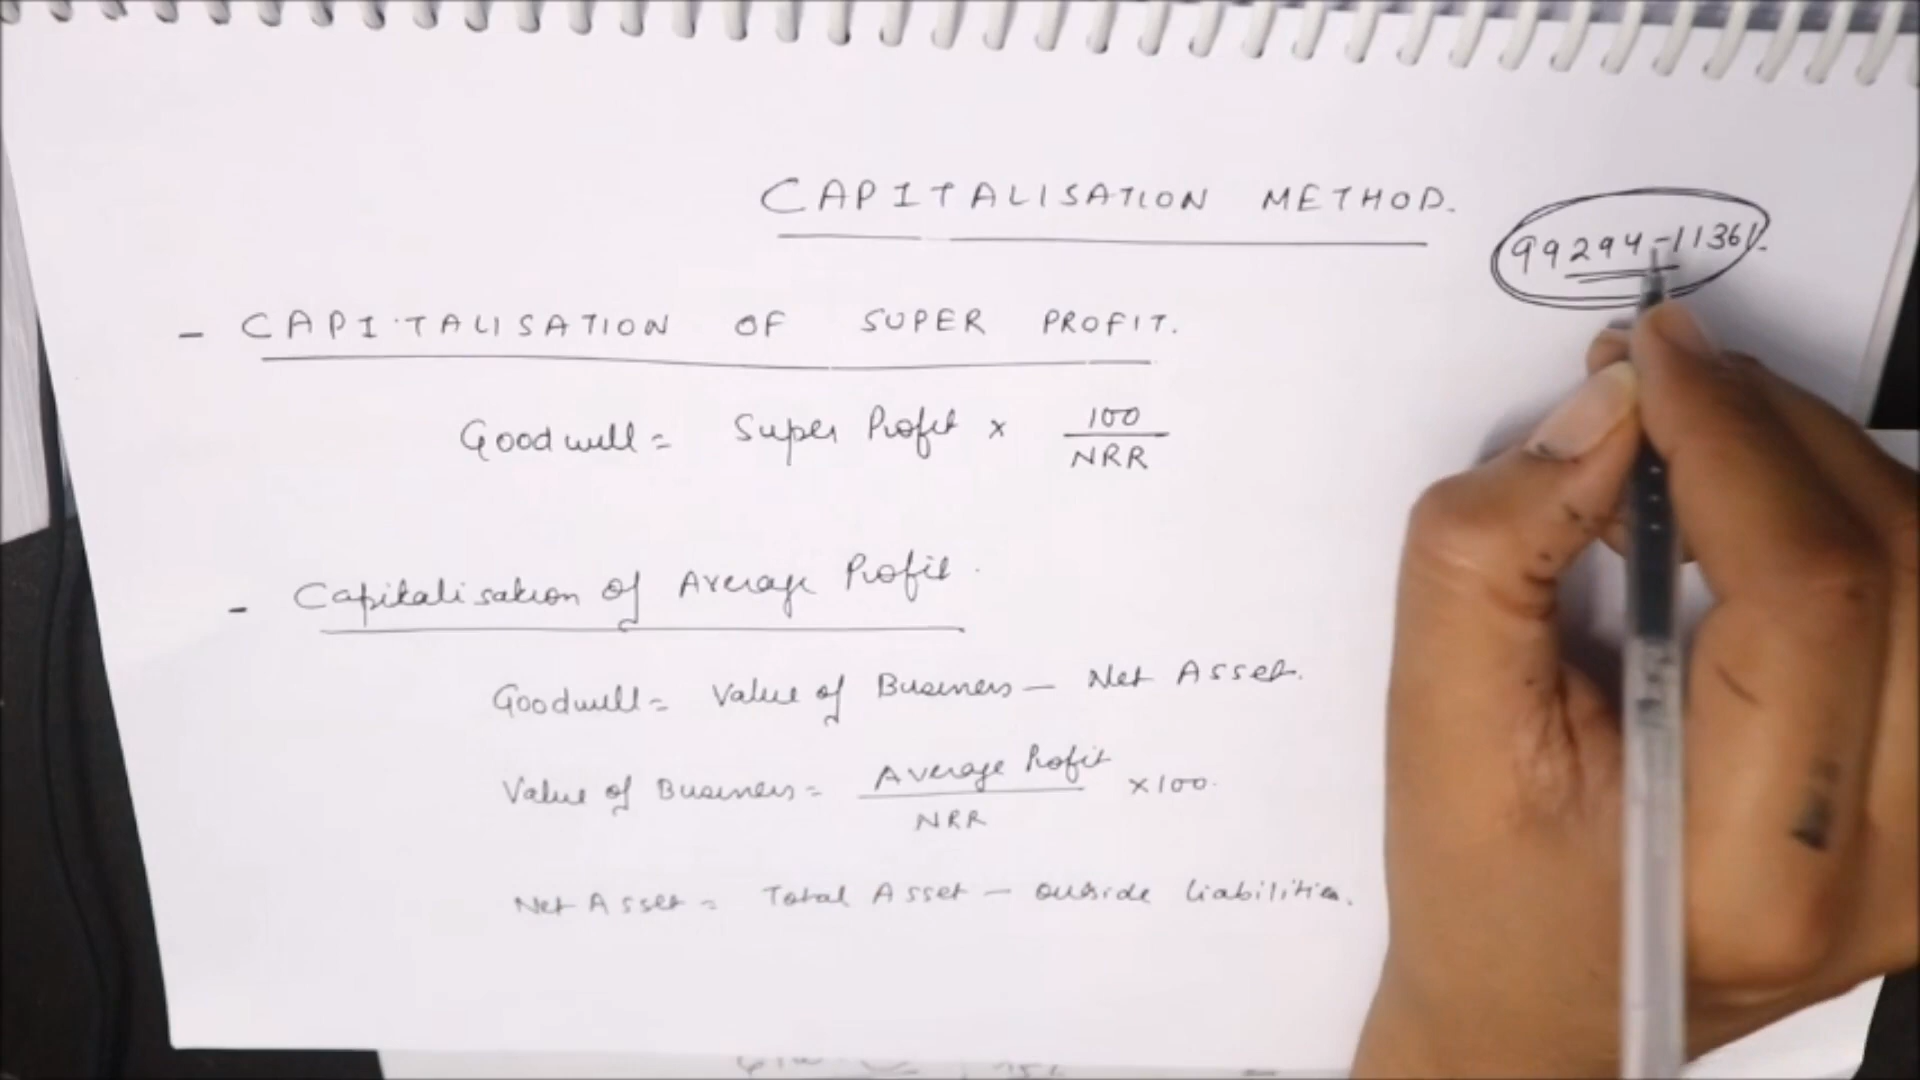 CAPITALISATION METHOD.
99294-11361.
- CAPITALISATION OF SUPER PROFIT.
Goodwill = Super Profit × 100/NRR
- Capitalisation of Average Profit.
Goodwill = Value of Business - Net Asset.
Value of Business = Average Profit/NRR ×100.
Net Asset = Total Asset - outside liabilities.